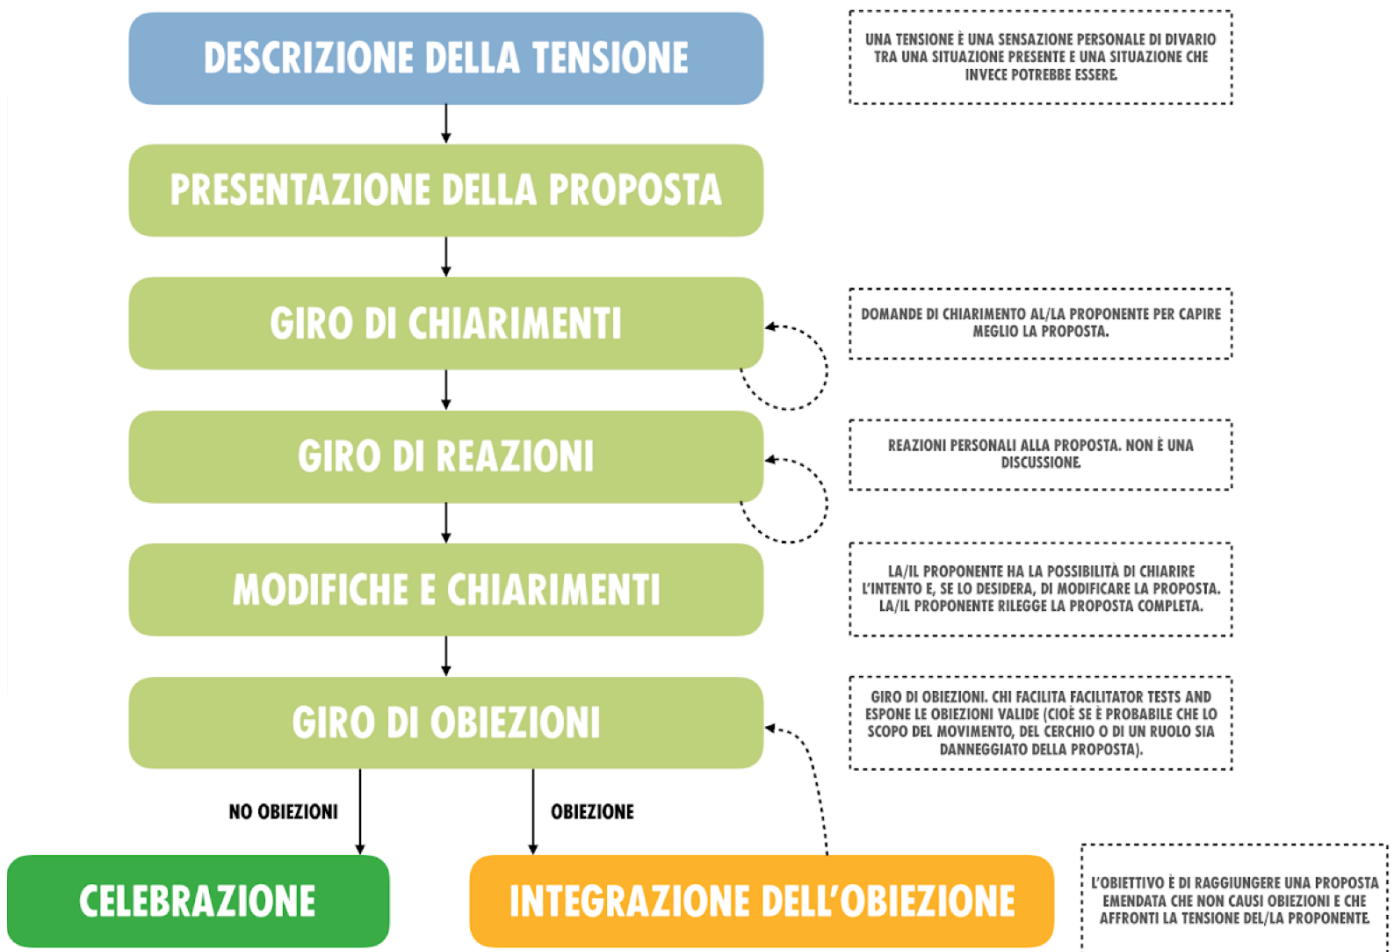 DESCRIZIONE DELLA TENSIONE
UNA TENSIONE È UNA SENSAZIONE PERSONALE DI DIVARIO
TRA UNA SITUAZIONE PRESENTE E UNA SITUAZIONE CHE
INVECE POTREBBE ESSERE.
PRESENTAZIONE DELLA PROPOSTA
GIRO DI CHIARIMENTI
DOMANDE DI CHIARIMENTO AL/LA PROPONENTE PER CAPIRE
MEGLIO LA PROPOSTA.
GIRO DI REAZIONI
REAZIONI PERSONALI ALLA PROPOSTA. NON È UNA
DISCUSSIONE.
MODIFICHE E CHIARIMENTI
LA/IL PROPONENTE HA LA POSSIBILITÀ DI CHIARIRE
L'INTENTO E, SE LO DESIDERA, DI MODIFICARE LA PROPOSTA.
LA/IL PROPONENTE RILEGGE LA PROPOSTA COMPLETA.
GIRO DI OBIEZIONI
GIRO DI OBIEZIONI. CHI FACILITA FACILITATOR TESTS AND
ESPONE LE OBIEZIONI VALIDE (CIOÈ SE È PROBABILE CHE LO
SCOPO DEL MOVIMENTO, DEL CERCHIO O DI UN RUOLO SIA
DANNEGGIATO DELLA PROPOSTA).
NO OBIEZIONI
OBIEZIONE
CELEBRAZIONE
INTEGRAZIONE DELL'OBIEZIONE
L'OBIETTIVO È DI RAGGIUNGERE UNA PROPOSTA
EMENDATA CHE NON CAUSI OBIEZIONI E CHE
AFFRONTI LA TENSIONE DEL/LA PROPONENTE.